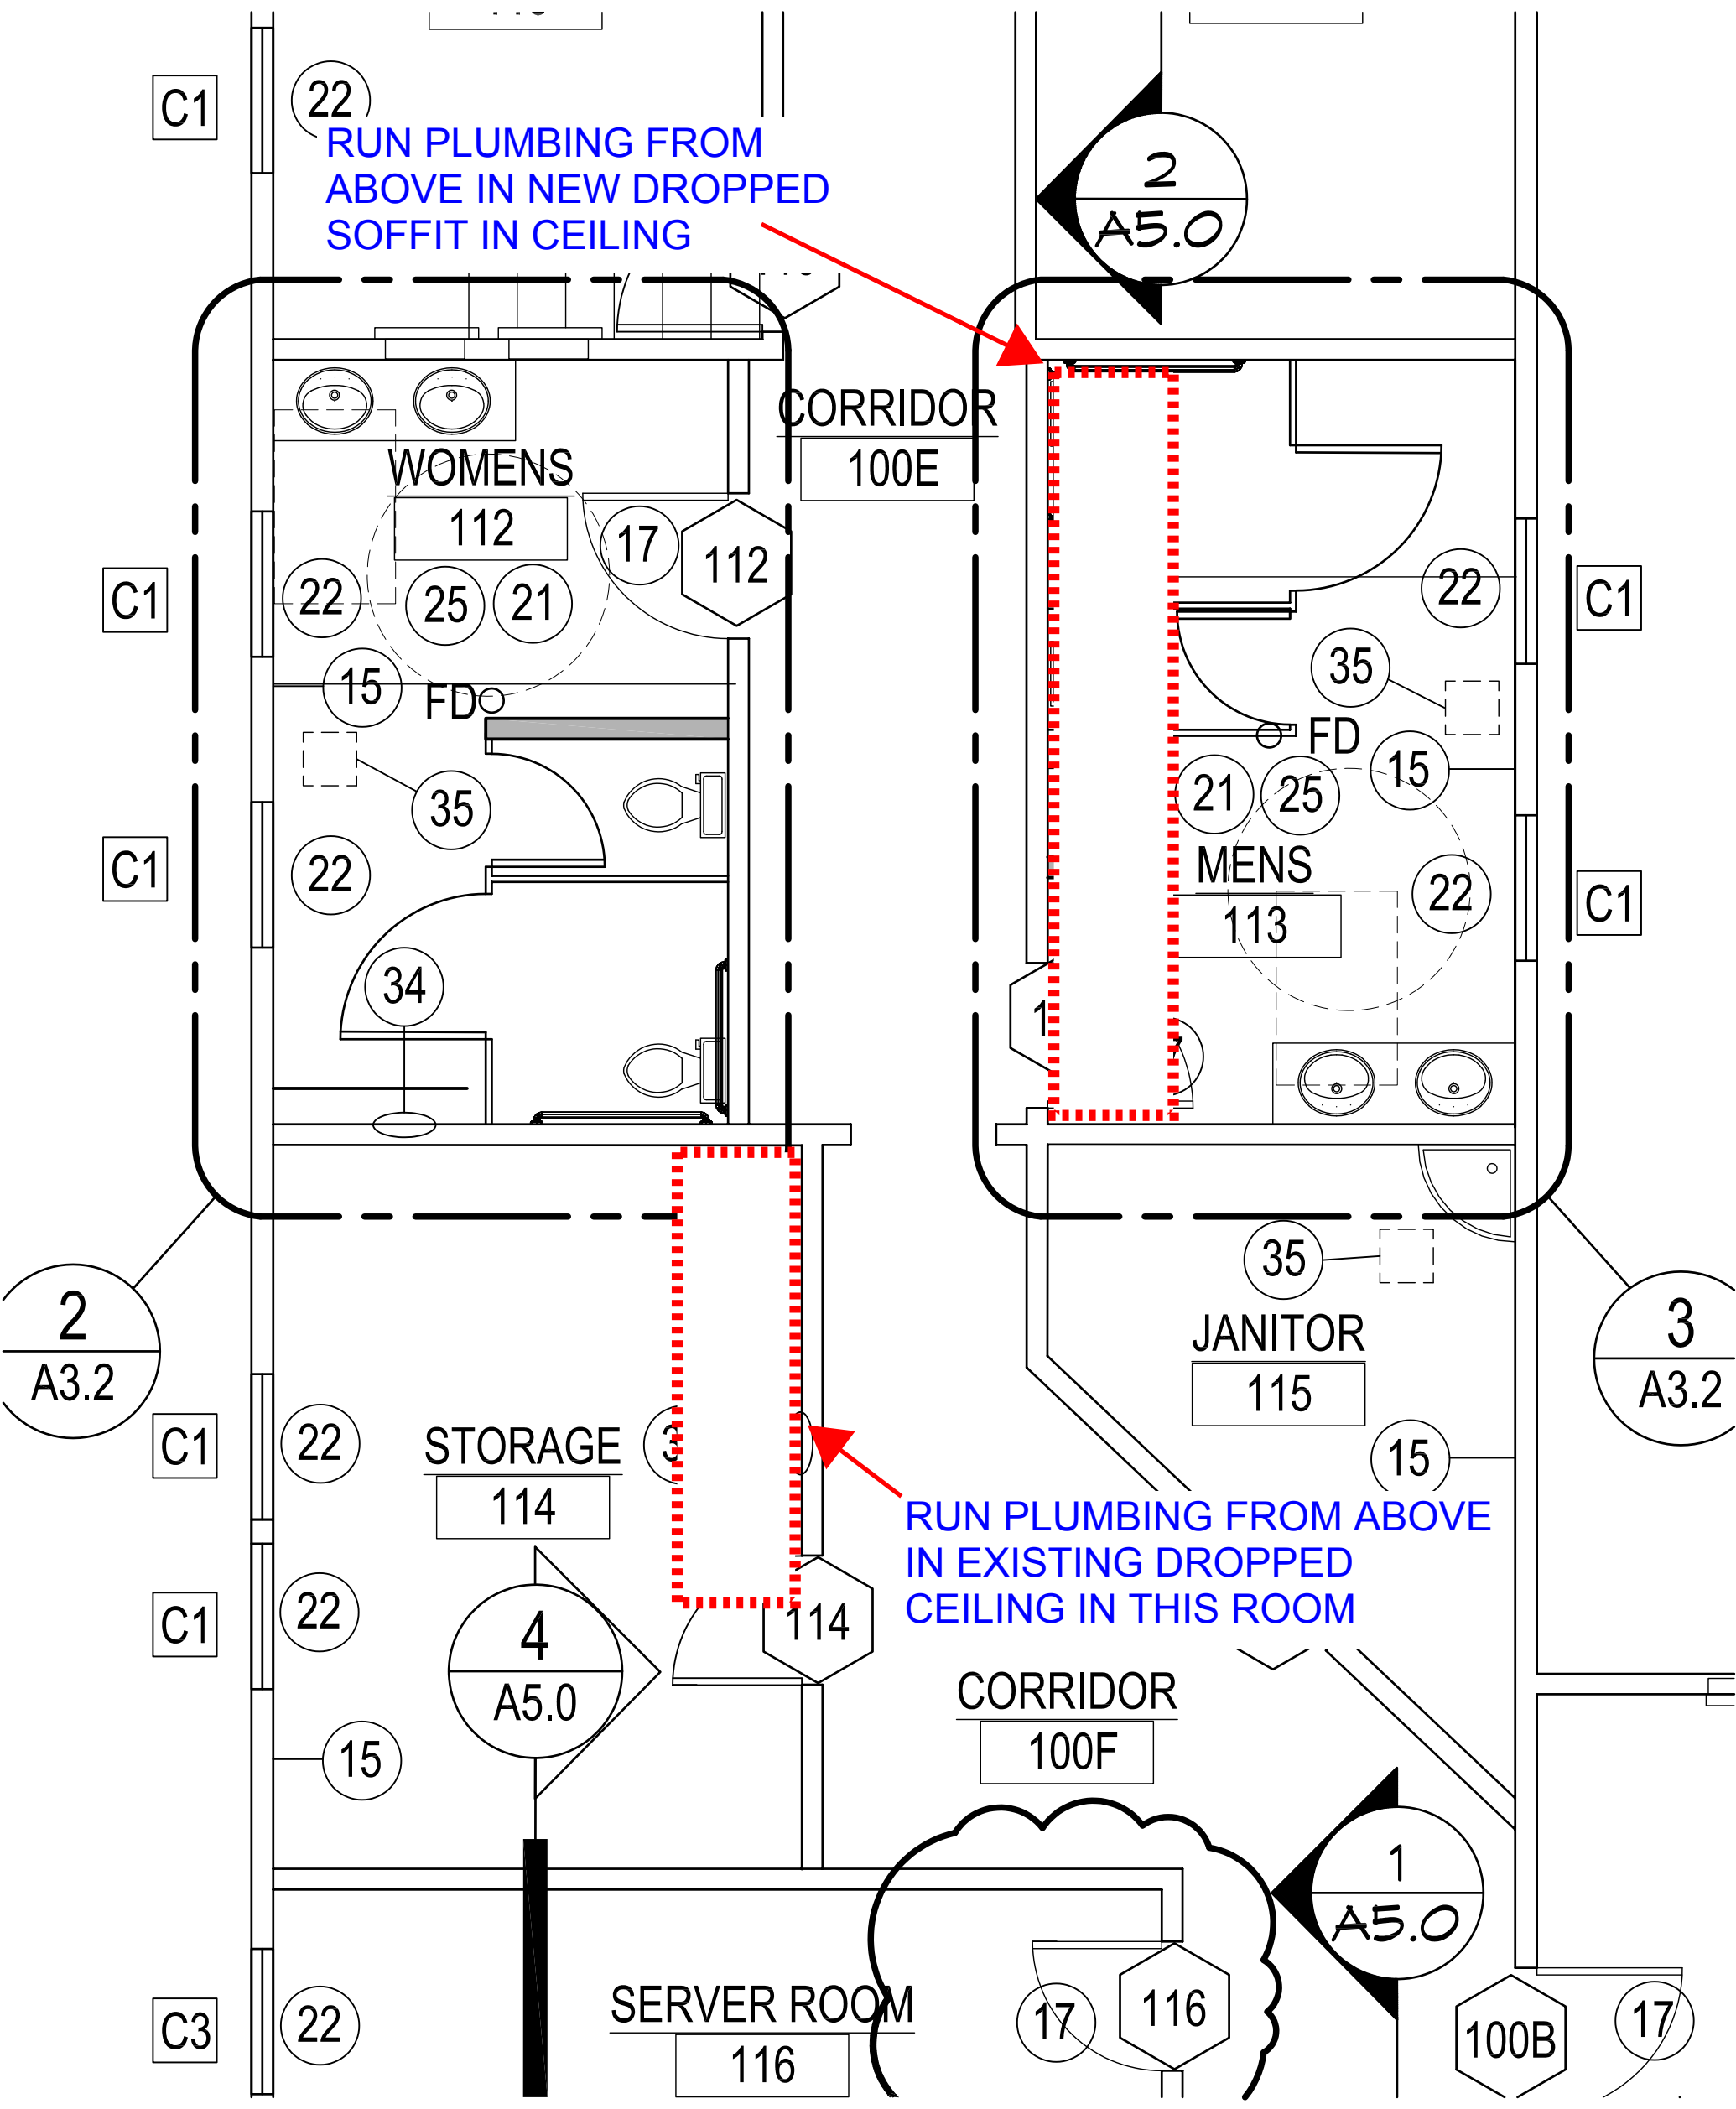 C1
22
RUN PLUMBING FROM
ABOVE IN NEW DROPPED
SOFFIT IN CEILING
2
A5.0
CORRIDOR
100E
WOMENS
112
17
112
C1
22
25
21
15
FD
35
C1
22
34
22
C1
35
FD
15
21
25
MENS
113
22
C1
1
35
JANITOR
115
15
2
A3.2
3
A3.2
C1
22
STORAGE
114
RUN PLUMBING FROM ABOVE
IN EXISTING DROPPED
CEILING IN THIS ROOM
C1
22
4
A5.0
114
CORRIDOR
100F
15
1
A5.0
C3
22
SERVER ROOM
116
17
116
100B
17